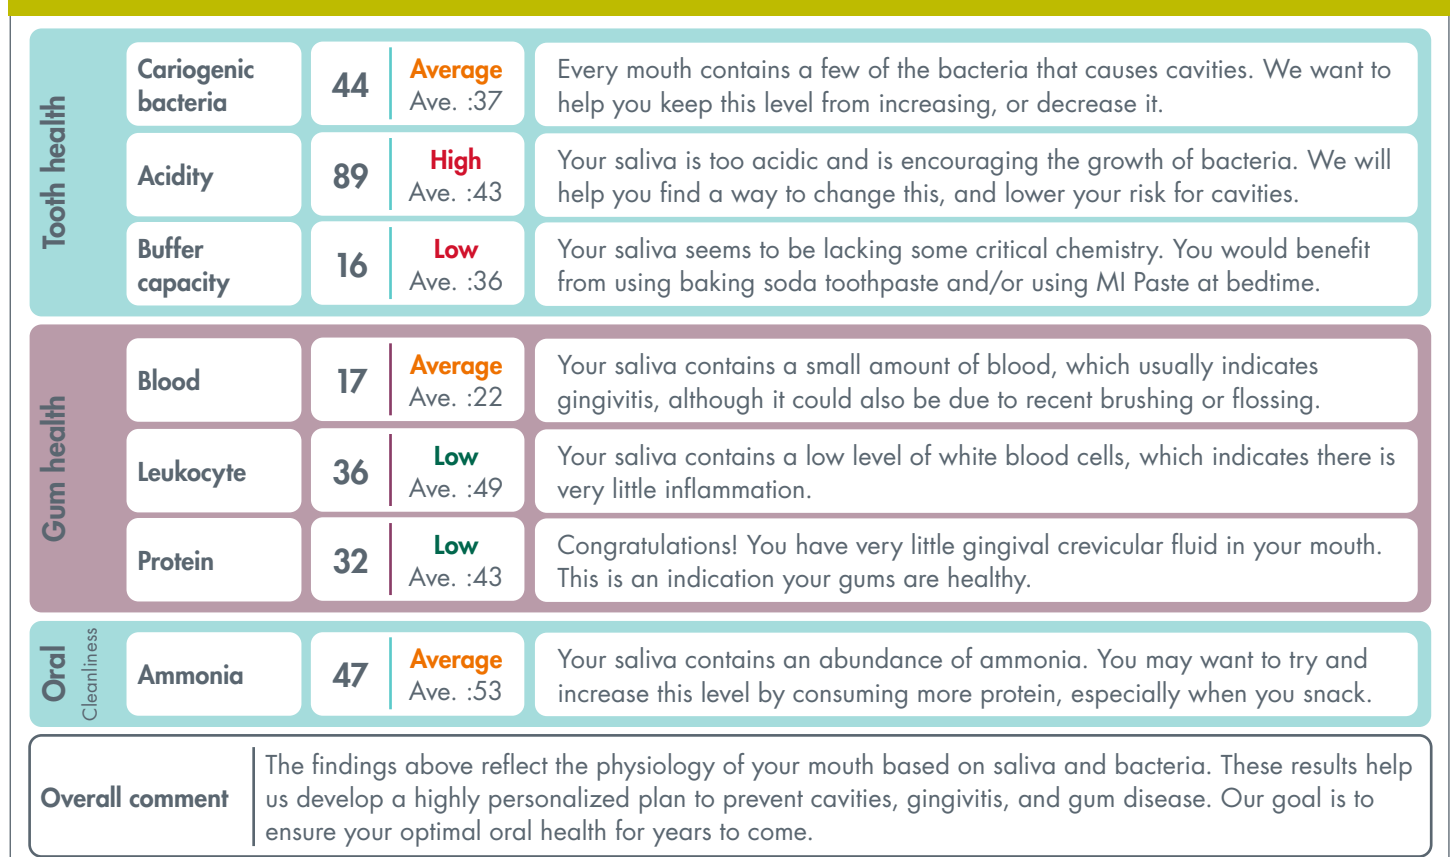 Tooth health
Cariogenic
bacteria
44
Average
Ave. :37
Every mouth contains a few of the bacteria that causes cavities. We want to
help you keep this level from increasing, or decrease it.
Acidity
89
High
Ave. :43
Your saliva is too acidic and is encouraging the growth of bacteria. We will
help you find a way to change this, and lower your risk for cavities.
Buffer
capacity
16
Low
Ave. :36
Your saliva seems to be lacking some critical chemistry. You would benefit
from using baking soda toothpaste and/or using MI Paste at bedtime.
Gum health
Blood
17
Average
Ave. :22
Your saliva contains a small amount of blood, which usually indicates
gingivitis, although it could also be due to recent brushing or flossing.
Leukocyte
36
Low
Ave. :49
Your saliva contains a low level of white blood cells, which indicates there is
very little inflammation.
Protein
32
Low
Ave. :43
Congratulations! You have very little gingival crevicular fluid in your mouth.
This is an indication your gums are healthy.
Oral
Cleanliness
Ammonia
47
Average
Ave. :53
Your saliva contains an abundance of ammonia. You may want to try and
increase this level by consuming more protein, especially when you snack.
Overall comment
The findings above reflect the physiology of your mouth based on saliva and bacteria. These results help
us develop a highly personalized plan to prevent cavities, gingivitis, and gum disease. Our goal is to
ensure your optimal oral health for years to come.